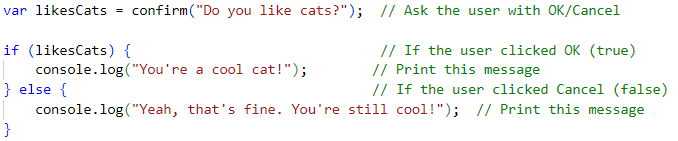 var likesCats = confirm("Do you like cats?");  // Ask the user with OK/Cancel
if (likesCats) {                                   // If the user clicked OK (true)
    console.log("You're a cool cat!");        // Print this message
} else {                                      // If the user clicked Cancel (false)
    console.log("Yeah, that's fine. You're still cool!");  // Print this message
}